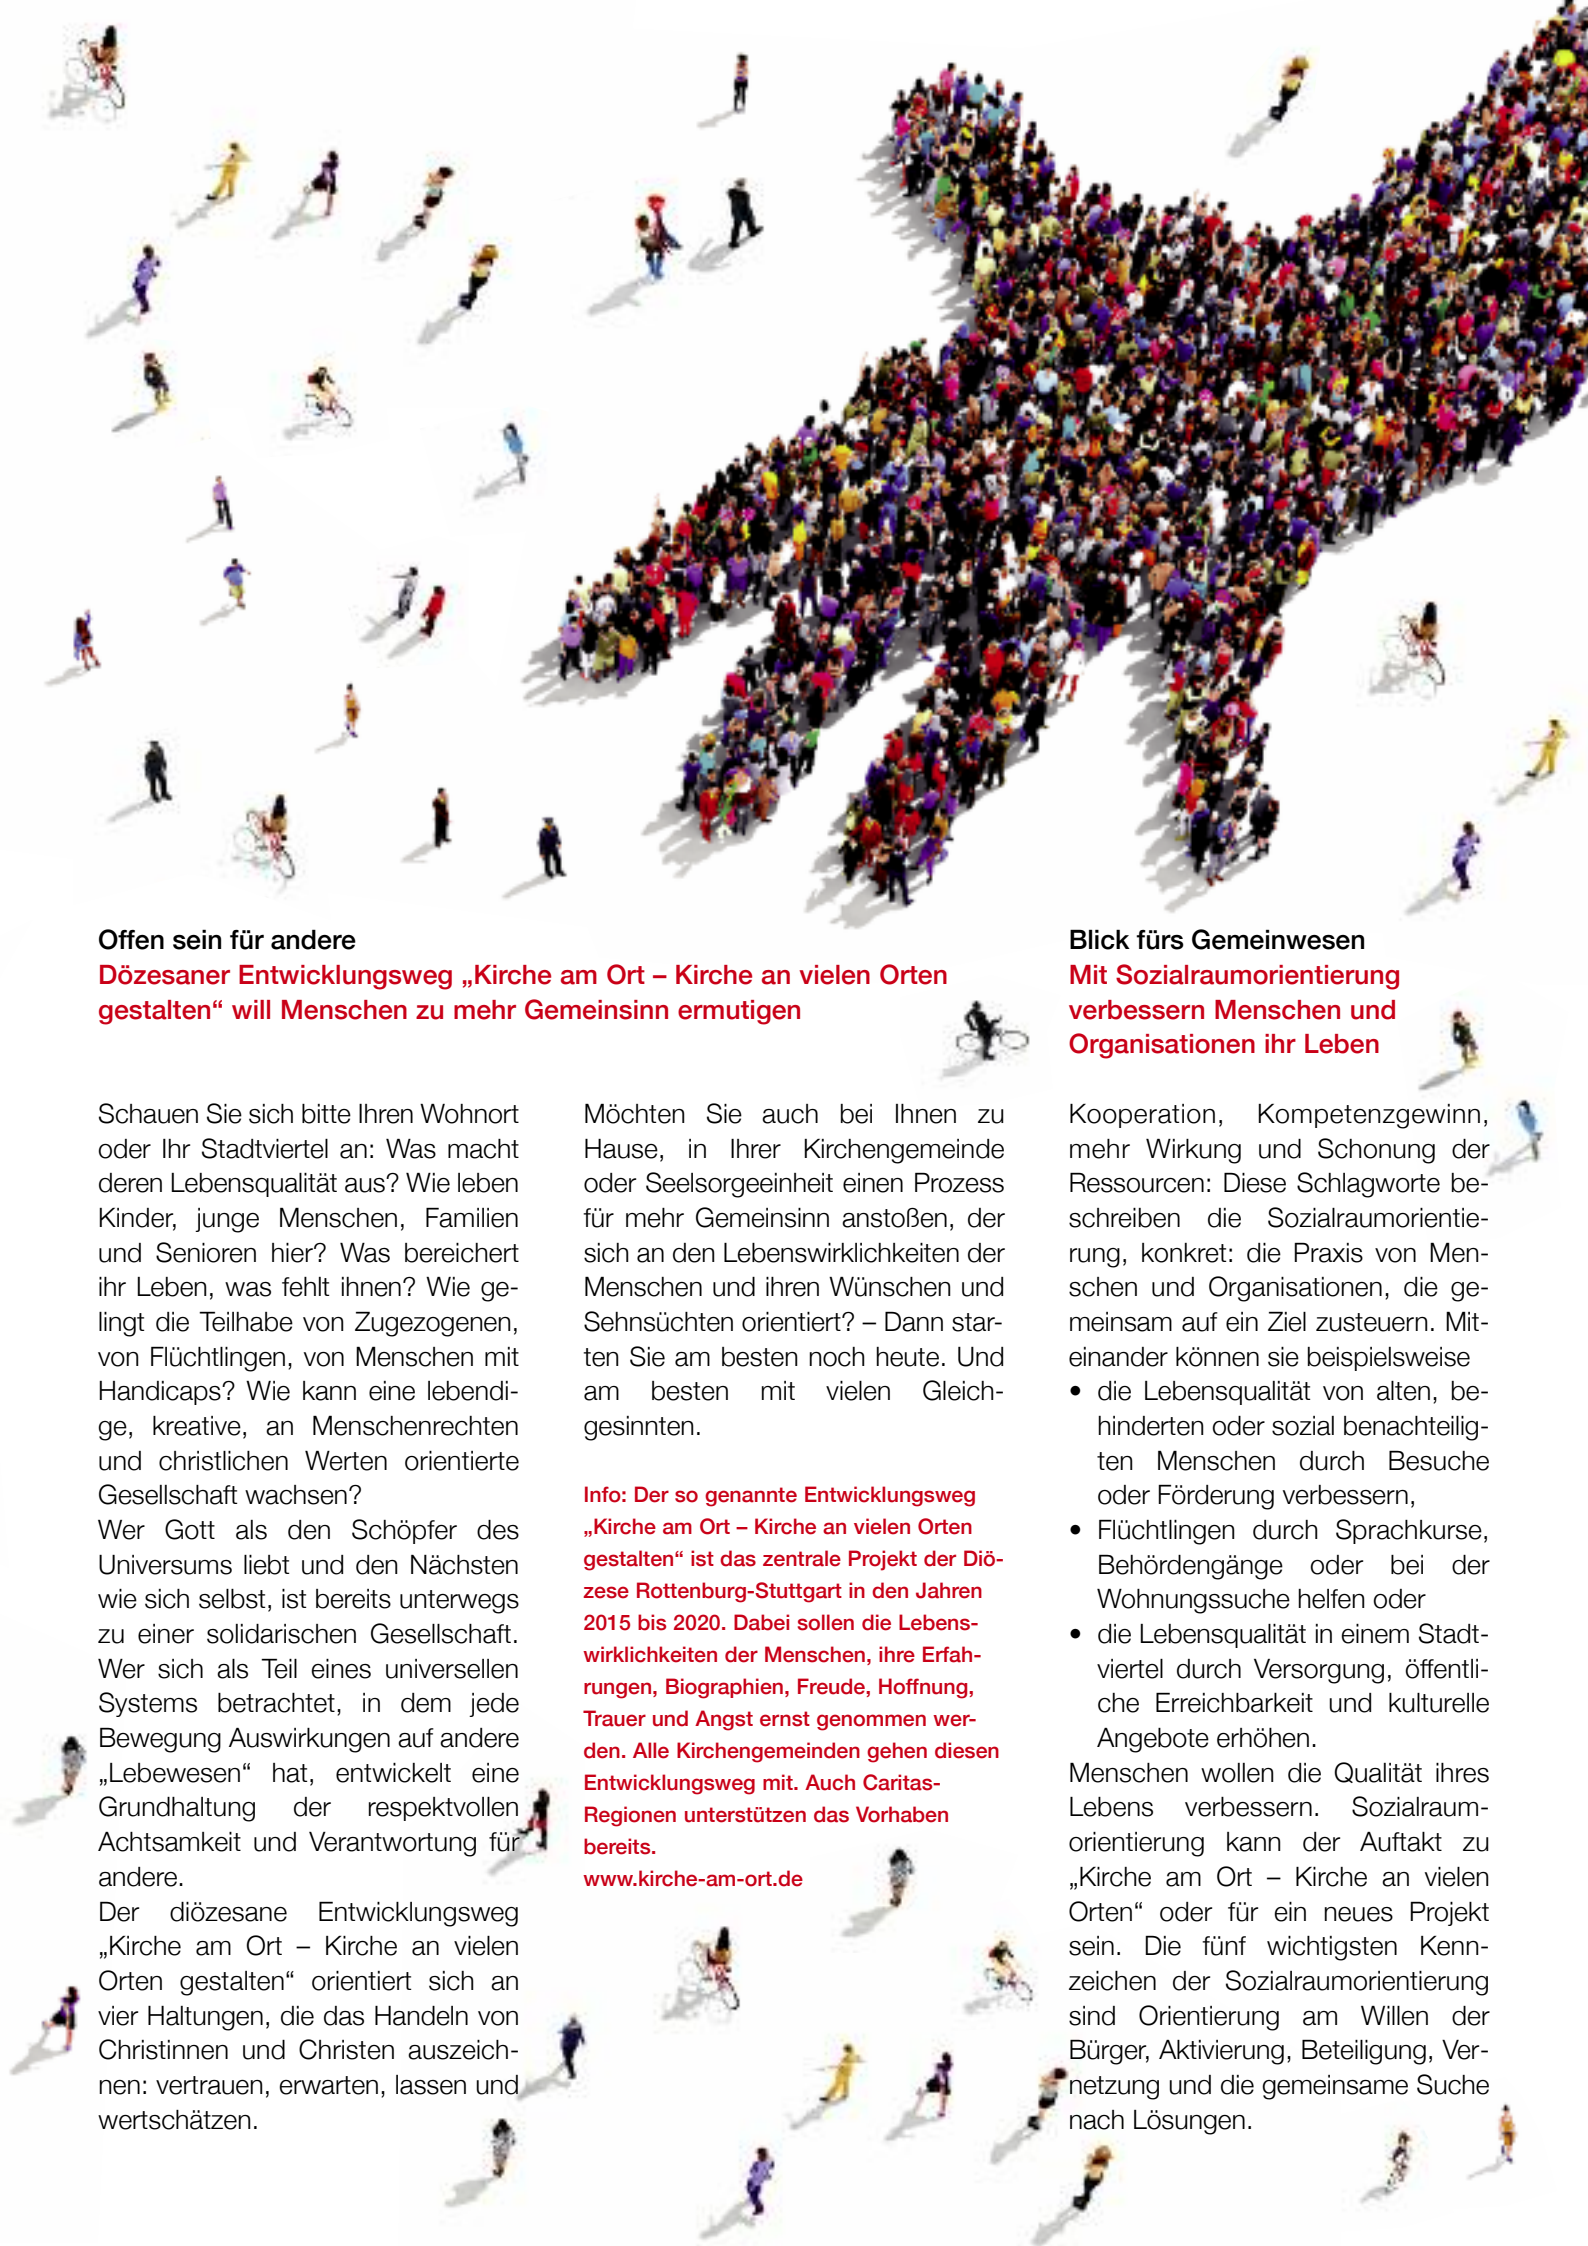 Offen sein für andere
Dözesaner Entwicklungsweg „Kirche am Ort – Kirche an vielen Orten
gestalten“ will Menschen zu mehr Gemeinsinn ermutigen
Schauen Sie sich bitte Ihren Wohnort
oder Ihr Stadtviertel an: Was macht
deren Lebensqualität aus? Wie leben
Kinder, junge Menschen, Familien
und Senioren hier? Was bereichert
ihr Leben, was fehlt ihnen? Wie ge-
lingt die Teilhabe von Zugezogenen,
von Flüchtlingen, von Menschen mit
Handicaps? Wie kann eine lebendi-
ge, kreative, an Menschenrechten
und christlichen Werten orientierte
Gesellschaft wachsen?
Wer Gott als den Schöpfer des
Universums liebt und den Nächsten
wie sich selbst, ist bereits unterwegs
zu einer solidarischen Gesellschaft.
Wer sich als Teil eines universellen
Systems betrachtet, in dem jede
Bewegung Auswirkungen auf andere
„Lebewesen“ hat, entwickelt eine
Grundhaltung der respektvollen
Achtsamkeit und Verantwortung für
andere.
Der diözesane Entwicklungsweg
„Kirche am Ort – Kirche an vielen
Orten gestalten“ orientiert sich an
vier Haltungen, die das Handeln von
Christinnen und Christen auszeich-
nen: vertrauen, erwarten, lassen und
wertschätzen.
Möchten Sie auch bei Ihnen zu
Hause, in Ihrer Kirchengemeinde
oder Seelsorgeeinheit einen Prozess
für mehr Gemeinsinn anstoßen, der
sich an den Lebenswirklichkeiten der
Menschen und ihren Wünschen und
Sehnsüchten orientiert? – Dann star-
ten Sie am besten noch heute. Und
am besten mit vielen Gleich-
gesinnten.
Info: Der so genannte Entwicklungsweg
„Kirche am Ort – Kirche an vielen Orten
gestalten“ ist das zentrale Projekt der Diö-
zese Rottenburg-Stuttgart in den Jahren
2015 bis 2020. Dabei sollen die Lebens-
wirklichkeiten der Menschen, ihre Erfah-
rungen, Biographien, Freude, Hoffnung,
Trauer und Angst ernst genommen wer-
den. Alle Kirchengemeinden gehen diesen
Entwicklungsweg mit. Auch Caritas-
Regionen unterstützen das Vorhaben
bereits.
www.kirche-am-ort.de
Blick fürs Gemeinwesen
Mit Sozialraumorientierung
verbessern Menschen und
Organisationen ihr Leben
Kooperation, Kompetenzgewinn,
mehr Wirkung und Schonung der
Ressourcen: Diese Schlagworte be-
schreiben die Sozialraumorientie-
rung, konkret: die Praxis von Men-
schen und Organisationen, die ge-
meinsam auf ein Ziel zusteuern. Mit-
einander können sie beispielsweise
• die Lebensqualität von alten, be-
hinderten oder sozial benachteilig-
ten Menschen durch Besuche
oder Förderung verbessern,
• Flüchtlingen durch Sprachkurse,
Behördengänge oder bei der
Wohnungssuche helfen oder
• die Lebensqualität in einem Stadt-
viertel durch Versorgung, öffentli-
che Erreichbarkeit und kulturelle
Angebote erhöhen.
Menschen wollen die Qualität ihres
Lebens verbessern. Sozialraum-
orientierung kann der Auftakt zu
„Kirche am Ort – Kirche an vielen
Orten“ oder für ein neues Projekt
sein. Die fünf wichtigsten Kenn-
zeichen der Sozialraumorientierung
sind Orientierung am Willen der
Bürger, Aktivierung, Beteiligung, Ver-
netzung und die gemeinsame Suche
nach Lösungen.